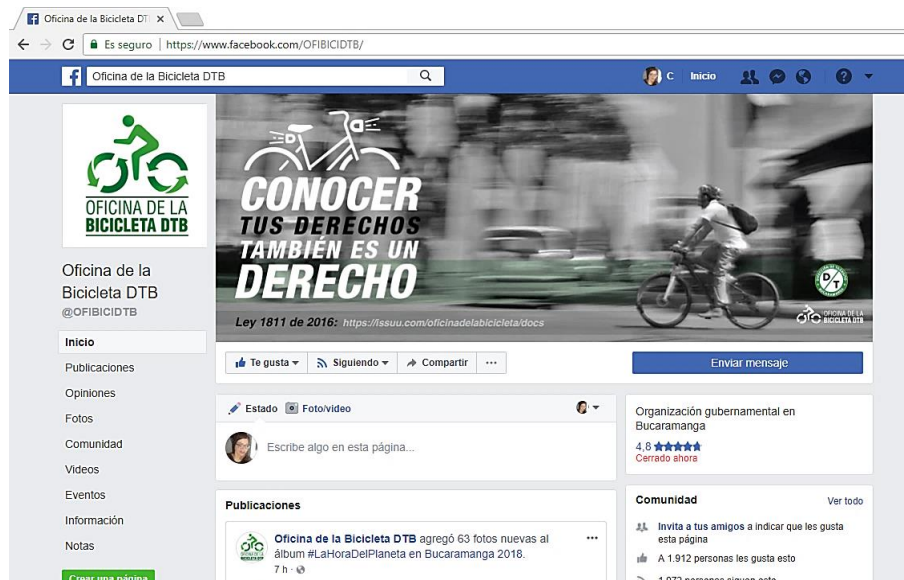 Oficina de la Bicicleta DT
Es seguro | https://www.facebook.com/OFIBICIDTB/
Oficina de la Bicicleta DTB
C Inicio
OFICINA DE LA
BICICLETA DTB
CONOCER
TUS DERECHOS
TAMBIÉN ES UN
DERECHO
Ley 1811 de 2016: https://issuu.com/oficinadelabicicleta/docs
D/T
OFICINA DE LA
BICICLETA DTB
Oficina de la
Bicicleta DTB
@OFIBICIDTB
Inicio
Publicaciones
Opiniones
Fotos
Comunidad
Videos
Eventos
Información
Notas
Crear una página
Te gusta
Siguiendo
Compartir
Enviar mensaje
Estado Foto/video
Escribe algo en esta página...
Publicaciones
Oficina de la Bicicleta DTB agregó 63 fotos nuevas al
álbum #LaHoraDelPlaneta en Bucaramanga 2018.
7 h ·
Organización gubernamental en
Bucaramanga
4,8
Cerrado ahora
Comunidad Ver todo
Invita a tus amigos a indicar que les gusta
esta página
A 1.912 personas les gusta esto
1.972 personas siguen esto